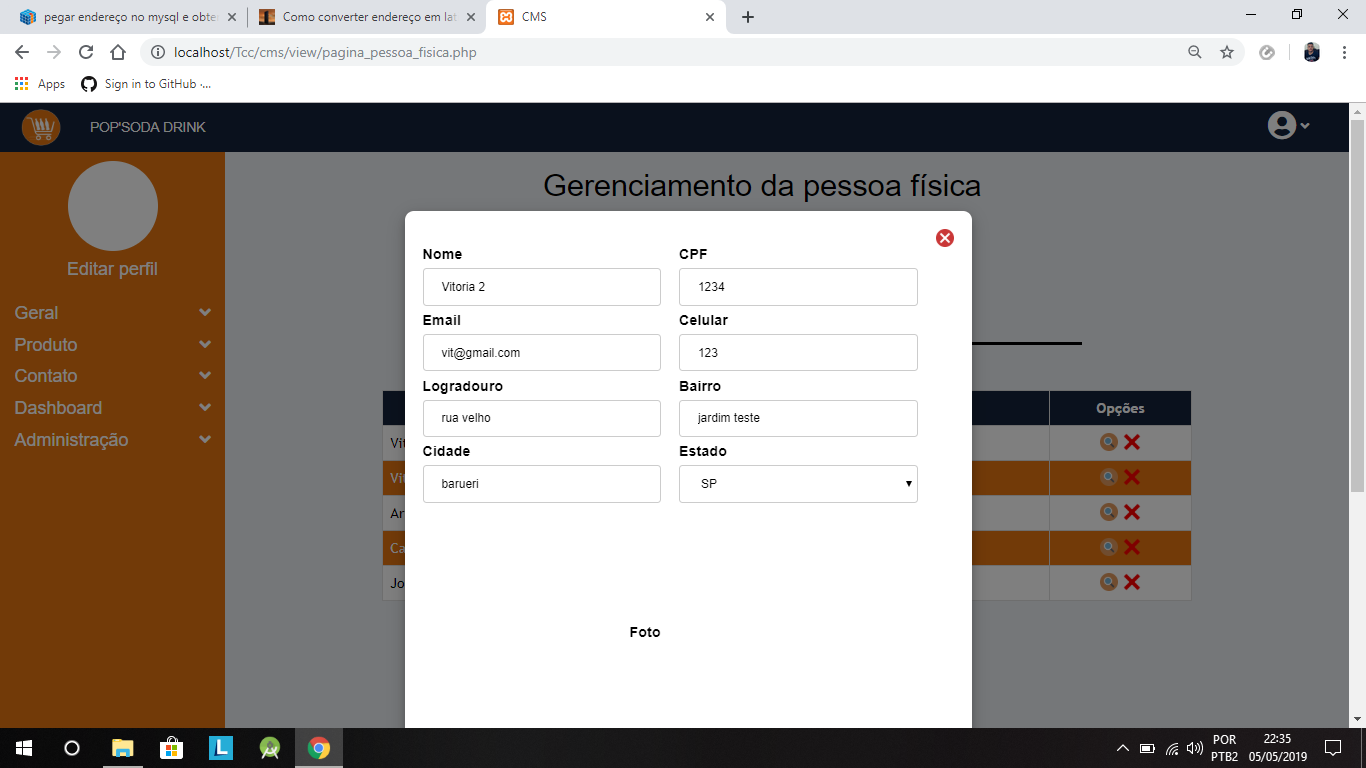 pegar endereço no mysql e obte
Como converter endereço em lat
CMS
localhost/Tcc/cms/view/pagina_pessoa_fisica.php
Apps
Sign in to GitHub ·...
POP'SODA DRINK
Editar perfil
Geral
Produto
Contato
Dashboard
Administração
Gerenciamento da pessoa física
Nome
CPF
Vitoria 2
1234
Email
Celular
vit@gmail.com
123
Logradouro
Bairro
rua velho
jardim teste
Cidade
Estado
barueri
SP
Foto
Opções
Vit
Vit
An
Ca
Jo
POR
PTB2
22:35
05/05/2019